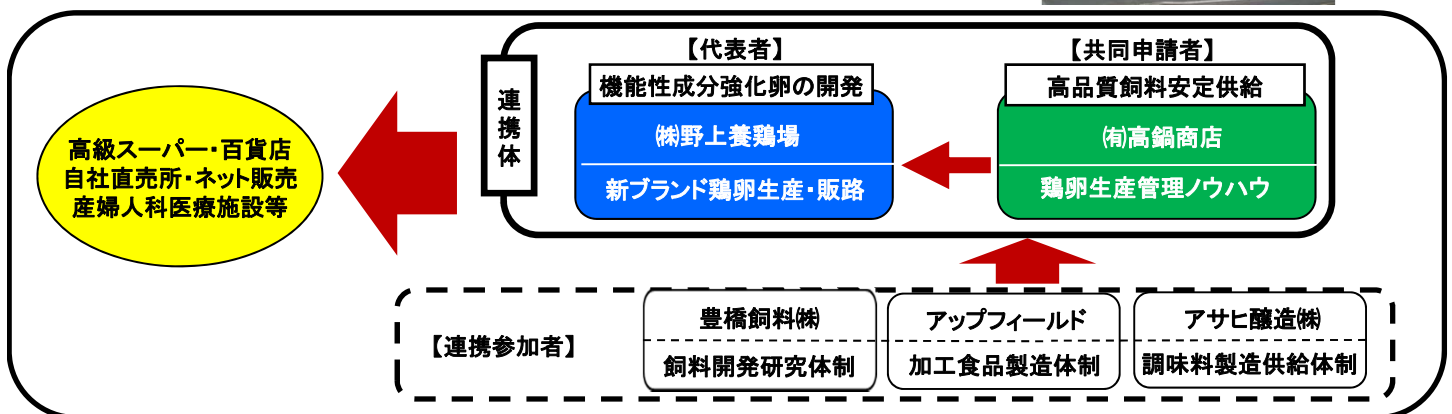 【代表者】
【共同申請者】
連携体
機能性成分強化卵の開発
高品質飼料安定供給
㈱野上養鶏場
㈲高鍋商店
新ブランド鶏卵生産・販路
鶏卵生産管理ノウハウ
高級スーパー・百貨店
自社直売所・ネット販売
産婦人科医療施設等
【連携参加者】
豊橋飼料㈱
飼料開発研究体制
アップフィールド
加工食品製造体制
アサヒ醸造㈱
調味料製造供給体制